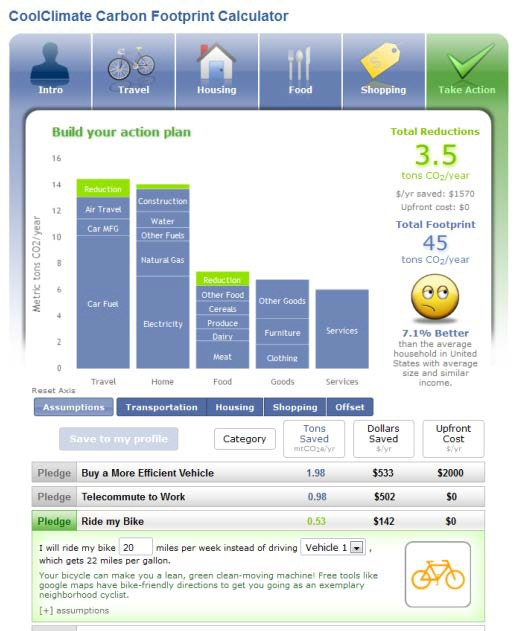 CoolClimate Carbon Footprint Calculator
Intro
Travel
Housing
Food
Shopping
Take Action
Build your action plan
Total Reductions
3.5
tons CO2/year
$/yr saved: $1570
Upfront cost: $0
Total Footprint
45
tons CO2/year
7.1% Better
than the average
household in United
States with average
size and similar
income.
Metric tons CO2/year
16
14
12
10
8
6
4
2
0
Reduction
Air Travel
Car MFG
Car Fuel
Construction
Water
Other Fuels
Natural Gas
Electricity
Reduction
Other Food
Cereals
Produce
Dairy
Meat
Other Goods
Furniture
Clothing
Services
Travel
Home
Food
Goods
Services
Reset Axis
Assumptions
Transportation
Housing
Shopping
Offset
Save to my profile
Category
Tons
Saved
mtCO2e/yr
Dollars
Saved
$/yr
Upfront
Cost
$/yr
Pledge Buy a More Efficient Vehicle 1.98 $533 $2000
Pledge Telecommute to Work 0.98 $502 $0
Pledge Ride my Bike 0.53 $142 $0
I will ride my bike 20 miles per week instead of driving Vehicle 1 ,
which gets 22 miles per gallon.
Your bicycle can make you a lean, green clean-moving machine! Free tools like
google maps have bike-friendly directions to get you going as an exemplary
neighborhood cyclist.
[+] assumptions